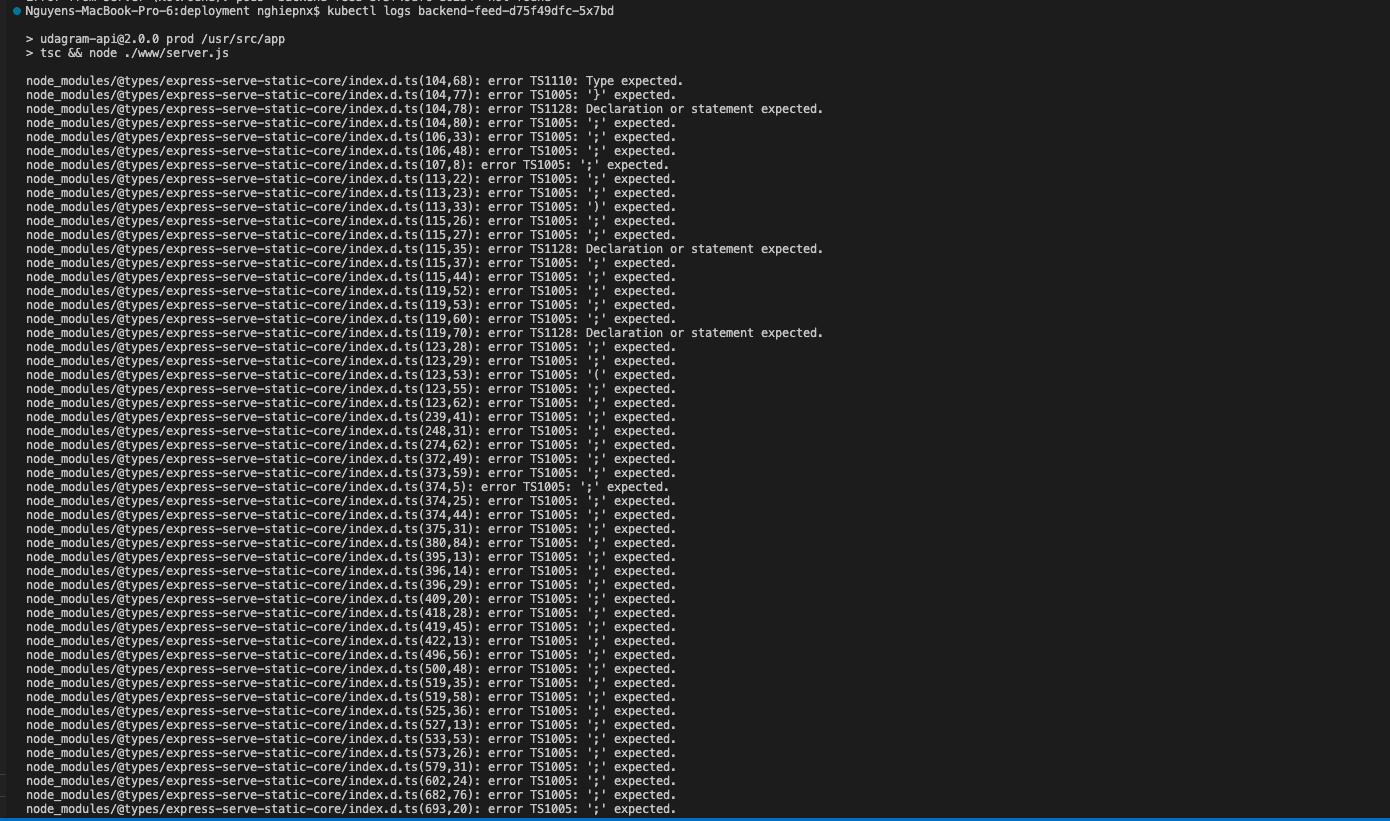 Nguyens-MacBook-Pro-6:deployment nghiepnx$ kubectl logs backend-feed-d75f49dfc-5x7bd
> udagram-api@2.0.0 prod /usr/src/app
> tsc && node ./www/server.js
node_modules/@types/express-serve-static-core/index.d.ts(104,68): error TS1110: Type expected.
node_modules/@types/express-serve-static-core/index.d.ts(104,77): error TS1005: '}' expected.
node_modules/@types/express-serve-static-core/index.d.ts(104,78): error TS1128: Declaration or statement expected.
node_modules/@types/express-serve-static-core/index.d.ts(104,80): error TS1005: ';' expected.
node_modules/@types/express-serve-static-core/index.d.ts(106,33): error TS1005: ';' expected.
node_modules/@types/express-serve-static-core/index.d.ts(106,48): error TS1005: ';' expected.
node_modules/@types/express-serve-static-core/index.d.ts(107,8): error TS1005: ';' expected.
node_modules/@types/express-serve-static-core/index.d.ts(113,22): error TS1005: ';' expected.
node_modules/@types/express-serve-static-core/index.d.ts(113,23): error TS1005: ';' expected.
node_modules/@types/express-serve-static-core/index.d.ts(113,33): error TS1005: ')' expected.
node_modules/@types/express-serve-static-core/index.d.ts(115,26): error TS1005: ';' expected.
node_modules/@types/express-serve-static-core/index.d.ts(115,27): error TS1005: ';' expected.
node_modules/@types/express-serve-static-core/index.d.ts(115,35): error TS1128: Declaration or statement expected.
node_modules/@types/express-serve-static-core/index.d.ts(115,37): error TS1005: ';' expected.
node_modules/@types/express-serve-static-core/index.d.ts(115,44): error TS1005: ';' expected.
node_modules/@types/express-serve-static-core/index.d.ts(119,52): error TS1005: ';' expected.
node_modules/@types/express-serve-static-core/index.d.ts(119,53): error TS1005: ';' expected.
node_modules/@types/express-serve-static-core/index.d.ts(119,60): error TS1005: ';' expected.
node_modules/@types/express-serve-static-core/index.d.ts(119,70): error TS1128: Declaration or statement expected.
node_modules/@types/express-serve-static-core/index.d.ts(123,28): error TS1005: ';' expected.
node_modules/@types/express-serve-static-core/index.d.ts(123,29): error TS1005: ';' expected.
node_modules/@types/express-serve-static-core/index.d.ts(123,53): error TS1005: '(' expected.
node_modules/@types/express-serve-static-core/index.d.ts(123,55): error TS1005: ';' expected.
node_modules/@types/express-serve-static-core/index.d.ts(123,62): error TS1005: ';' expected.
node_modules/@types/express-serve-static-core/index.d.ts(239,41): error TS1005: ';' expected.
node_modules/@types/express-serve-static-core/index.d.ts(248,31): error TS1005: ';' expected.
node_modules/@types/express-serve-static-core/index.d.ts(274,62): error TS1005: ';' expected.
node_modules/@types/express-serve-static-core/index.d.ts(372,49): error TS1005: ';' expected.
node_modules/@types/express-serve-static-core/index.d.ts(373,59): error TS1005: ';' expected.
node_modules/@types/express-serve-static-core/index.d.ts(374,5): error TS1005: ';' expected.
node_modules/@types/express-serve-static-core/index.d.ts(374,25): error TS1005: ';' expected.
node_modules/@types/express-serve-static-core/index.d.ts(374,44): error TS1005: ';' expected.
node_modules/@types/express-serve-static-core/index.d.ts(375,31): error TS1005: ';' expected.
node_modules/@types/express-serve-static-core/index.d.ts(380,84): error TS1005: ';' expected.
node_modules/@types/express-serve-static-core/index.d.ts(395,13): error TS1005: ';' expected.
node_modules/@types/express-serve-static-core/index.d.ts(396,14): error TS1005: ';' expected.
node_modules/@types/express-serve-static-core/index.d.ts(396,29): error TS1005: ';' expected.
node_modules/@types/express-serve-static-core/index.d.ts(409,20): error TS1005: ';' expected.
node_modules/@types/express-serve-static-core/index.d.ts(418,28): error TS1005: ';' expected.
node_modules/@types/express-serve-static-core/index.d.ts(419,45): error TS1005: ';' expected.
node_modules/@types/express-serve-static-core/index.d.ts(422,13): error TS1005: ';' expected.
node_modules/@types/express-serve-static-core/index.d.ts(496,56): error TS1005: ';' expected.
node_modules/@types/express-serve-static-core/index.d.ts(500,48): error TS1005: ';' expected.
node_modules/@types/express-serve-static-core/index.d.ts(519,35): error TS1005: ';' expected.
node_modules/@types/express-serve-static-core/index.d.ts(519,58): error TS1005: ';' expected.
node_modules/@types/express-serve-static-core/index.d.ts(525,36): error TS1005: ';' expected.
node_modules/@types/express-serve-static-core/index.d.ts(527,13): error TS1005: ';' expected.
node_modules/@types/express-serve-static-core/index.d.ts(533,53): error TS1005: ';' expected.
node_modules/@types/express-serve-static-core/index.d.ts(573,26): error TS1005: ';' expected.
node_modules/@types/express-serve-static-core/index.d.ts(579,31): error TS1005: ';' expected.
node_modules/@types/express-serve-static-core/index.d.ts(602,24): error TS1005: ';' expected.
node_modules/@types/express-serve-static-core/index.d.ts(682,76): error TS1005: ';' expected.
node_modules/@types/express-serve-static-core/index.d.ts(693,20): error TS1005: ';' expected.